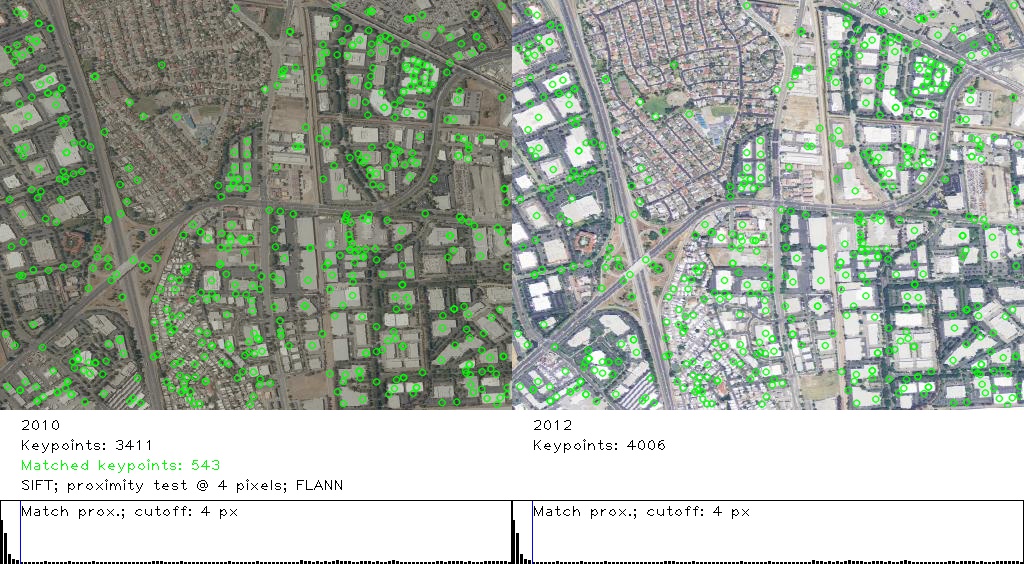 2010
Keypoints: 3411
Matched keypoints: 543
SIFT; proximity test @ 4 pixels; FLANN
Match prox.; cutoff: 4 px
2012
Keypoints: 4006
Match prox.; cutoff: 4 px